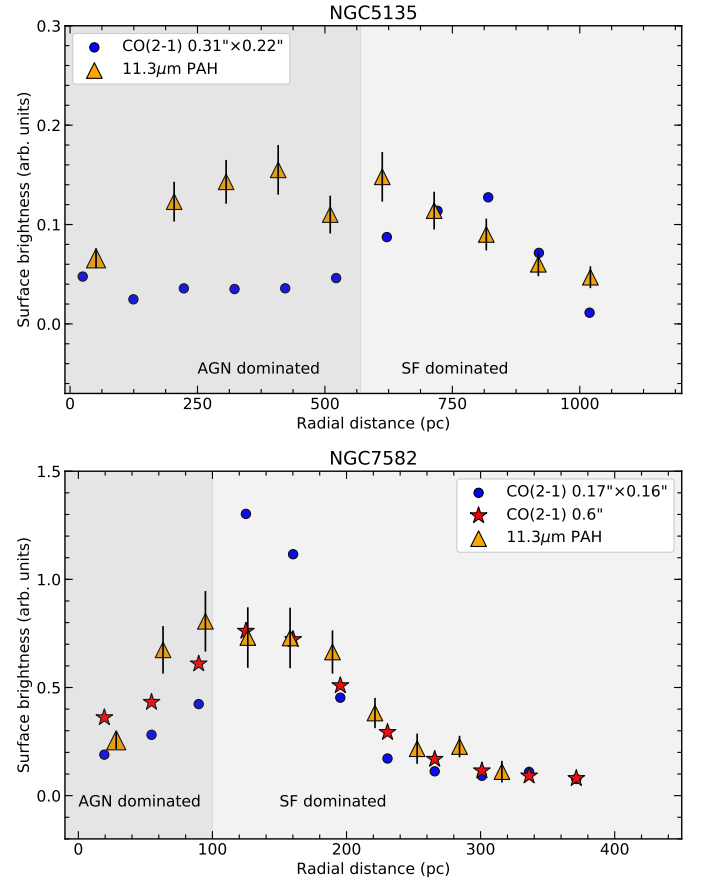 NGC5135
0.3
CO(2-1) 0.31"×0.22"
11.3μm PAH
0.2
0.1
0.0
Surface brightness (arb. units)
AGN dominated SF dominated
0 250 500 750 1000
Radial distance (pc)
NGC7582
1.5
CO(2-1) 0.17"×0.16"
CO(2-1) 0.6"
11.3μm PAH
1.0
0.5
0.0
Surface brightness (arb. units)
AGN dominated SF dominated
0 100 200 300 400
Radial distance (pc)